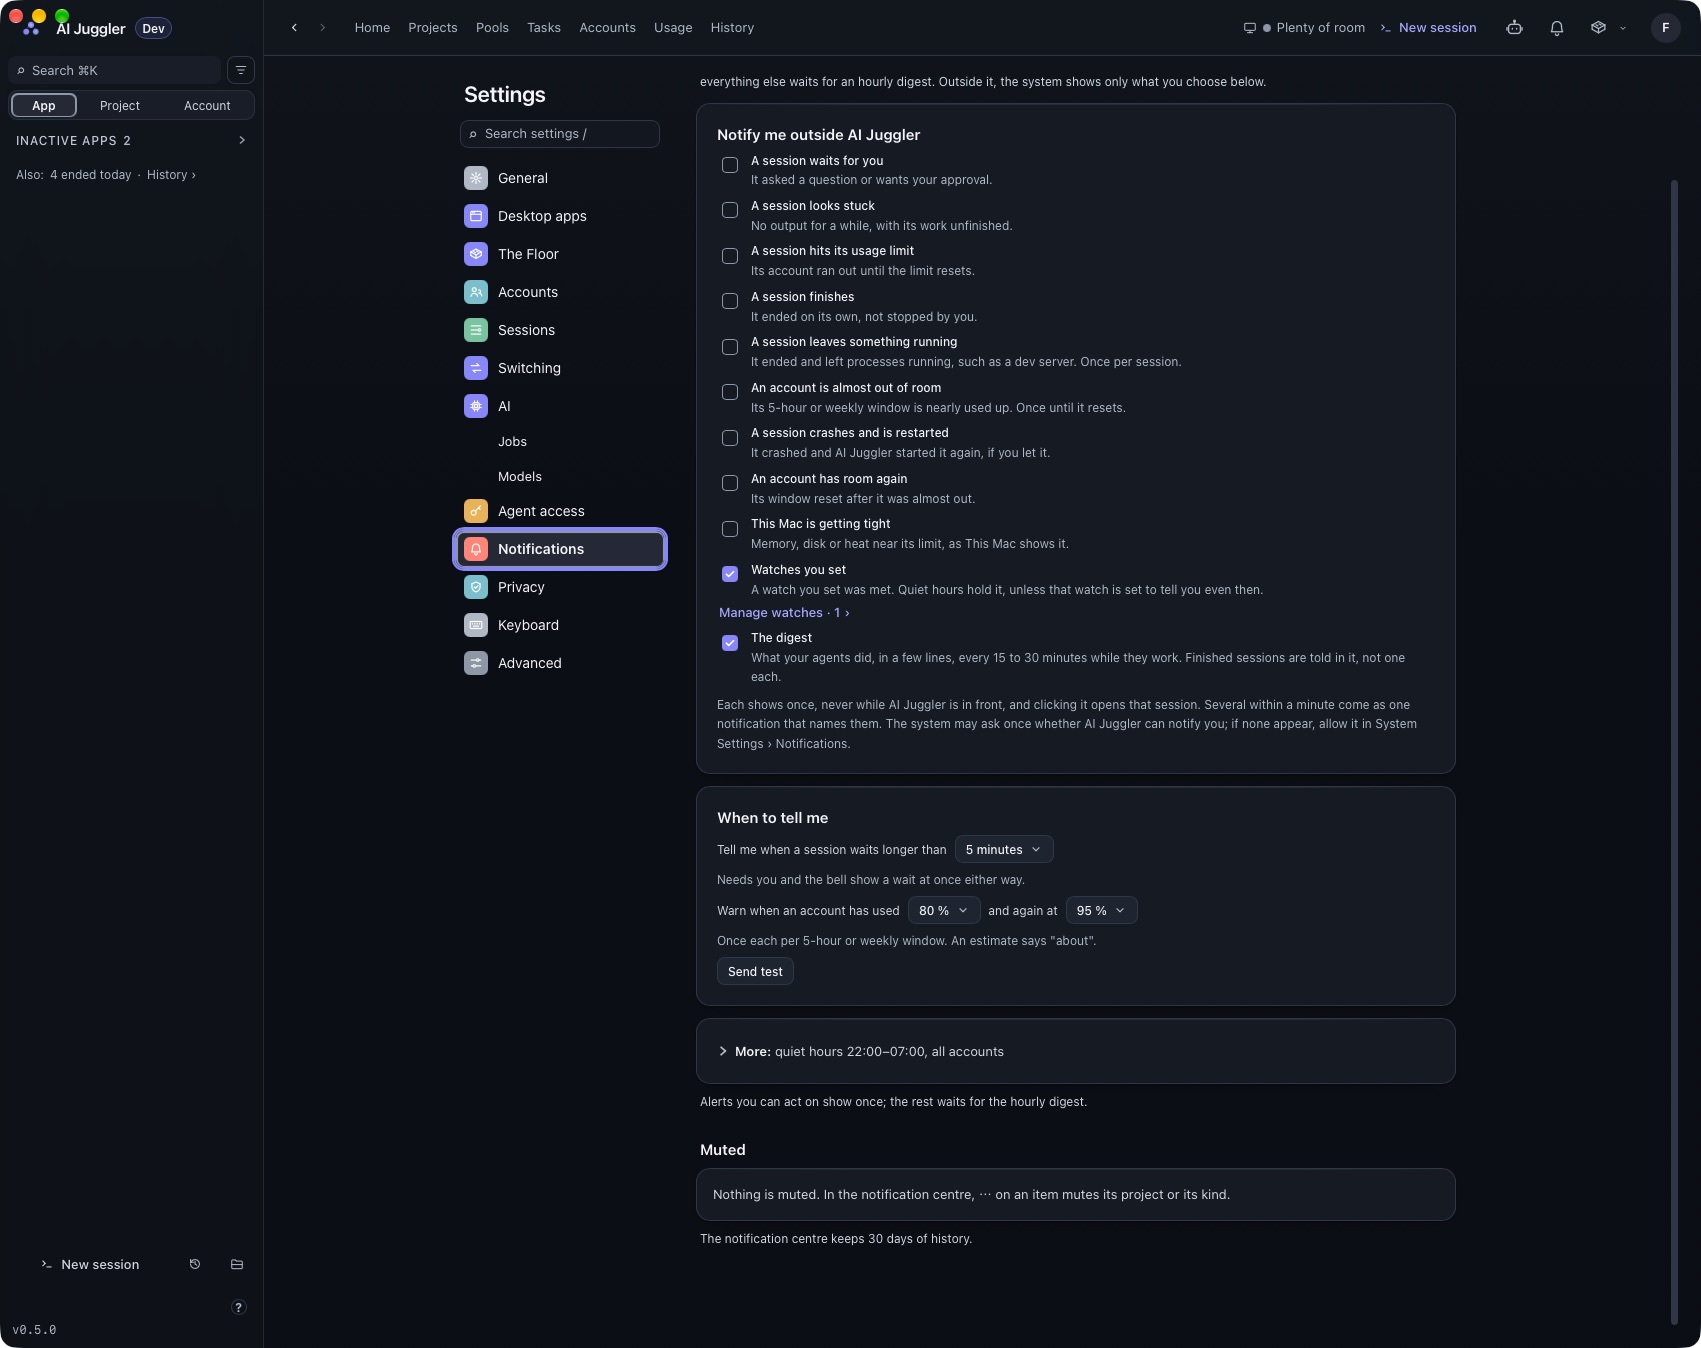 AI Juggler Dev
Home Projects Pools Tasks Accounts Usage History
Plenty of room
New session
F
Search ⌘K
App Project Account
INACTIVE APPS 2
Also: 4 ended today · History ›
Settings
Search settings /
General
Desktop apps
The Floor
Accounts
Sessions
Switching
AI
Jobs
Models
Agent access
Notifications
Privacy
Keyboard
Advanced
everything else waits for an hourly digest. Outside it, the system shows only what you choose below.
Notify me outside AI Juggler
A session waits for you
It asked a question or wants your approval.
A session looks stuck
No output for a while, with its work unfinished.
A session hits its usage limit
Its account ran out until the limit resets.
A session finishes
It ended on its own, not stopped by you.
A session leaves something running
It ended and left processes running, such as a dev server. Once per session.
An account is almost out of room
Its 5-hour or weekly window is nearly used up. Once until it resets.
A session crashes and is restarted
It crashed and AI Juggler started it again, if you let it.
An account has room again
Its window reset after it was almost out.
This Mac is getting tight
Memory, disk or heat near its limit, as This Mac shows it.
Watches you set
A watch you set was met. Quiet hours hold it, unless that watch is set to tell you even then.
Manage watches · 1 ›
The digest
What your agents did, in a few lines, every 15 to 30 minutes while they work. Finished sessions are told in it, not one
each.
Each shows once, never while AI Juggler is in front, and clicking it opens that session. Several within a minute come as one
notification that names them. The system may ask once whether AI Juggler can notify you; if none appear, allow it in System
Settings › Notifications.
When to tell me
Tell me when a session waits longer than 5 minutes
Needs you and the bell show a wait at once either way.
Warn when an account has used 80 % and again at 95 %
Once each per 5-hour or weekly window. An estimate says "about".
Send test
More: quiet hours 22:00–07:00, all accounts
Alerts you can act on show once; the rest waits for the hourly digest.
Muted
Nothing is muted. In the notification centre, ··· on an item mutes its project or its kind.
The notification centre keeps 30 days of history.
New session
?
v0.5.0